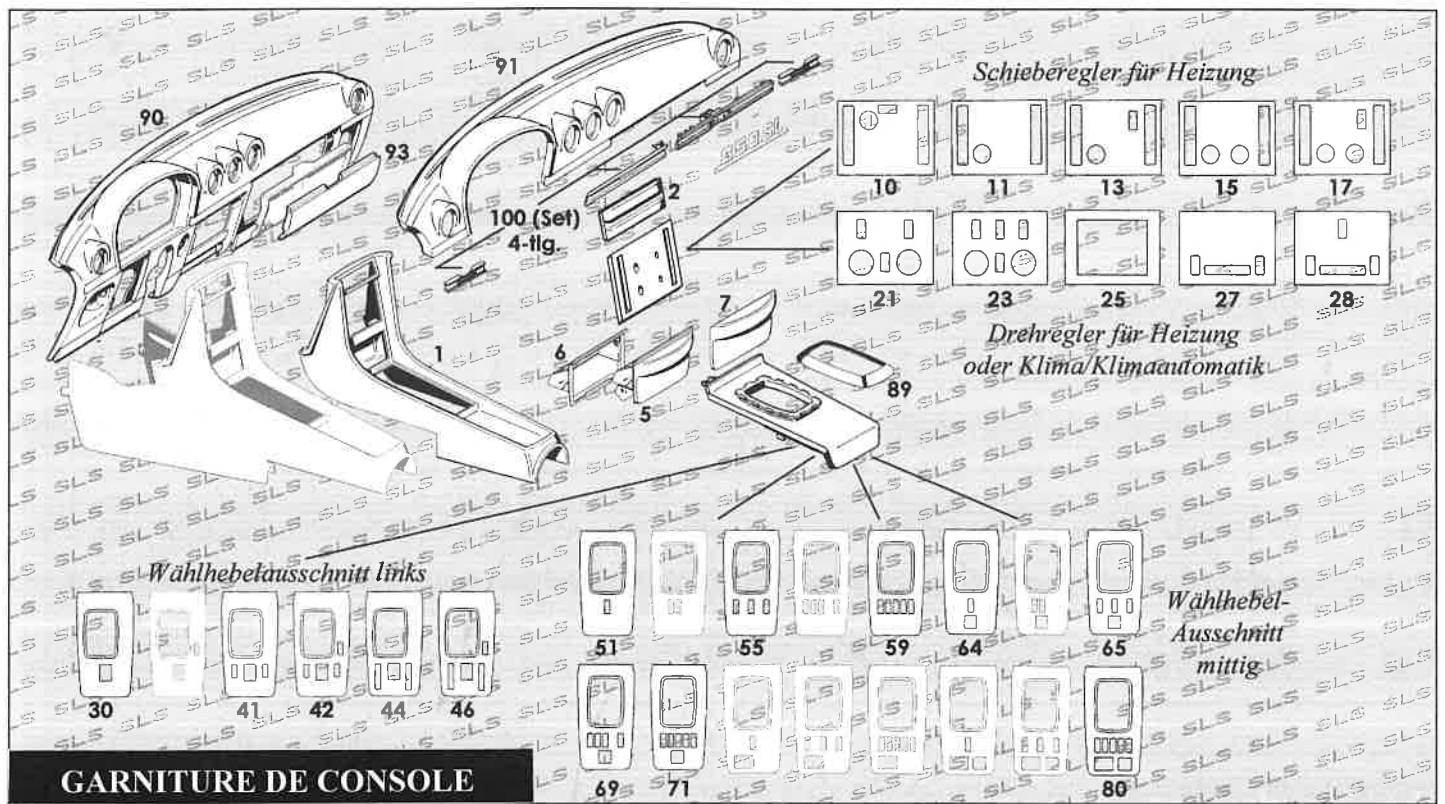 90
91
93
100 (Set)
4-tlg.
2
1
6
5
7
89
Schieberegler für Heizung
10 11 13 15 17
21 23 25 27 28
Drehregler für Heizung
oder Klima/Klimaautomatik
Wählhebelausschnitt links
30 41 42 44 46
51 55 59 64 65
Wählhebel-
Ausschnitt
mittig
69 71 80
GARNITURE DE CONSOLE
SLS